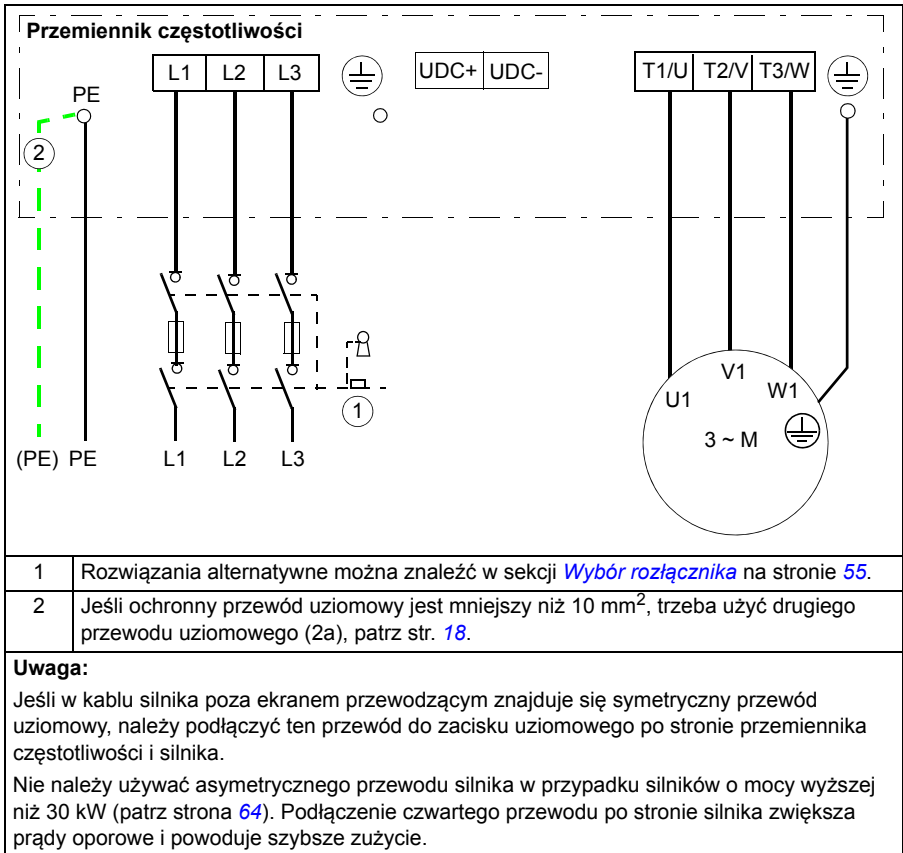 Przemiennik częstotliwości
L1 L2 L3 UDC+ UDC- T1/U T2/V T3/W
PE
2
1
U1 V1 W1
3 ~ M
(PE) PE L1 L2 L3
1 Rozwiązania alternatywne można znaleźć w sekcji Wybór rozłącznika na stronie 55.
2 Jeśli ochronny przewód uziomowy jest mniejszy niż 10 mm², trzeba użyć drugiego
przewodu uziomowego (2a), patrz str. 18.
Uwaga:
Jeśli w kablu silnika poza ekranem przewodzącym znajduje się symetryczny przewód
uziomowy, należy podłączyć ten przewód do zacisku uziomowego po stronie przemiennika
częstotliwości i silnika.
Nie należy używać asymetrycznego przewodu silnika w przypadku silników o mocy wyższej
niż 30 kW (patrz strona 64). Podłączenie czwartego przewodu po stronie silnika zwiększa
prądy oporowe i powoduje szybsze zużycie.